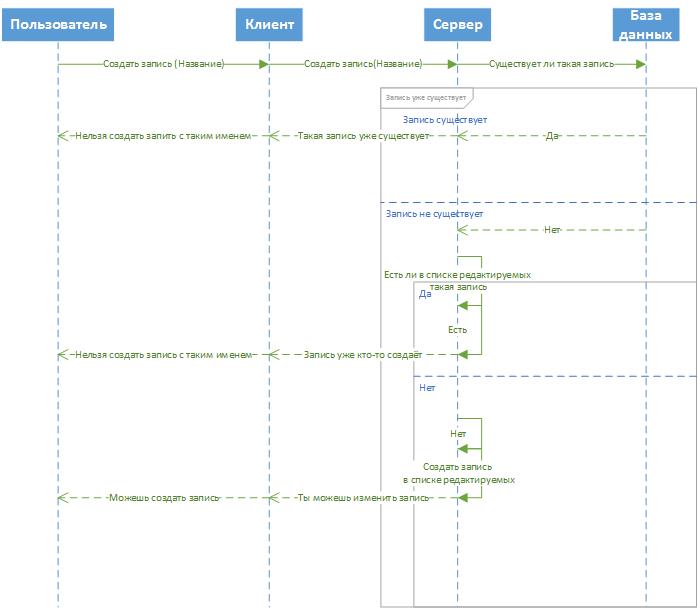 Пользователь
Клиент
Сервер
База
данных
Создать запись (Название)
Создать запись(Название)
Существует ли такая запись
Запись уже существует
Запись существует
Нельзя создать запить с таким именем
Такая запись уже существует
Да
Запись не существует
Нет
Есть ли в списке редактируемых
такая запись
Да
Есть
Нельзя создать запись с таким именем
Запись уже кто-то создаёт
Нет
Нет
Создать запись
в списке редактируемых
Можешь создать запись
Ты можешь изменить запись